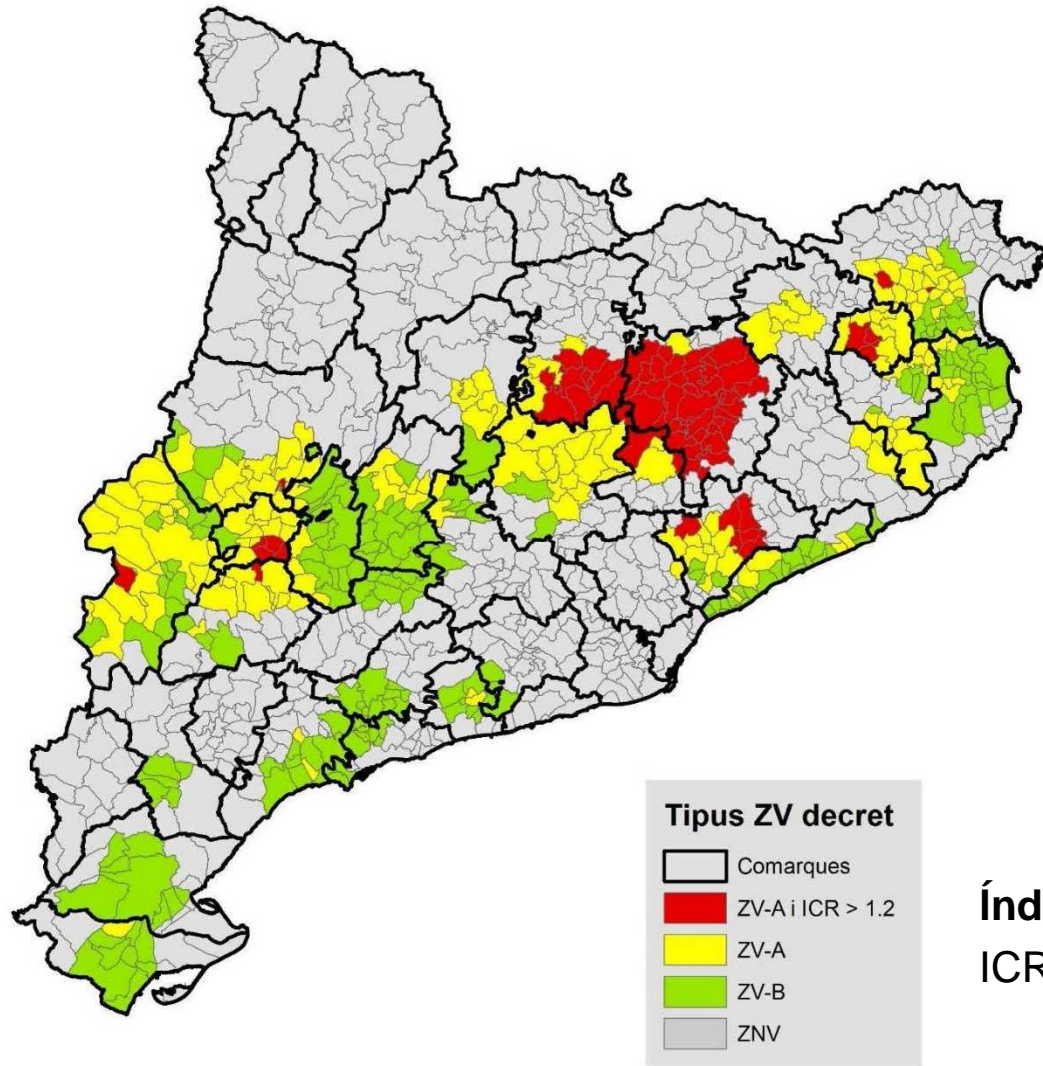 Tipus ZV decret
Comarques
ZV-A i ICR > 1.2
ZV-A
ZV-B
ZNV
Índ
ICR